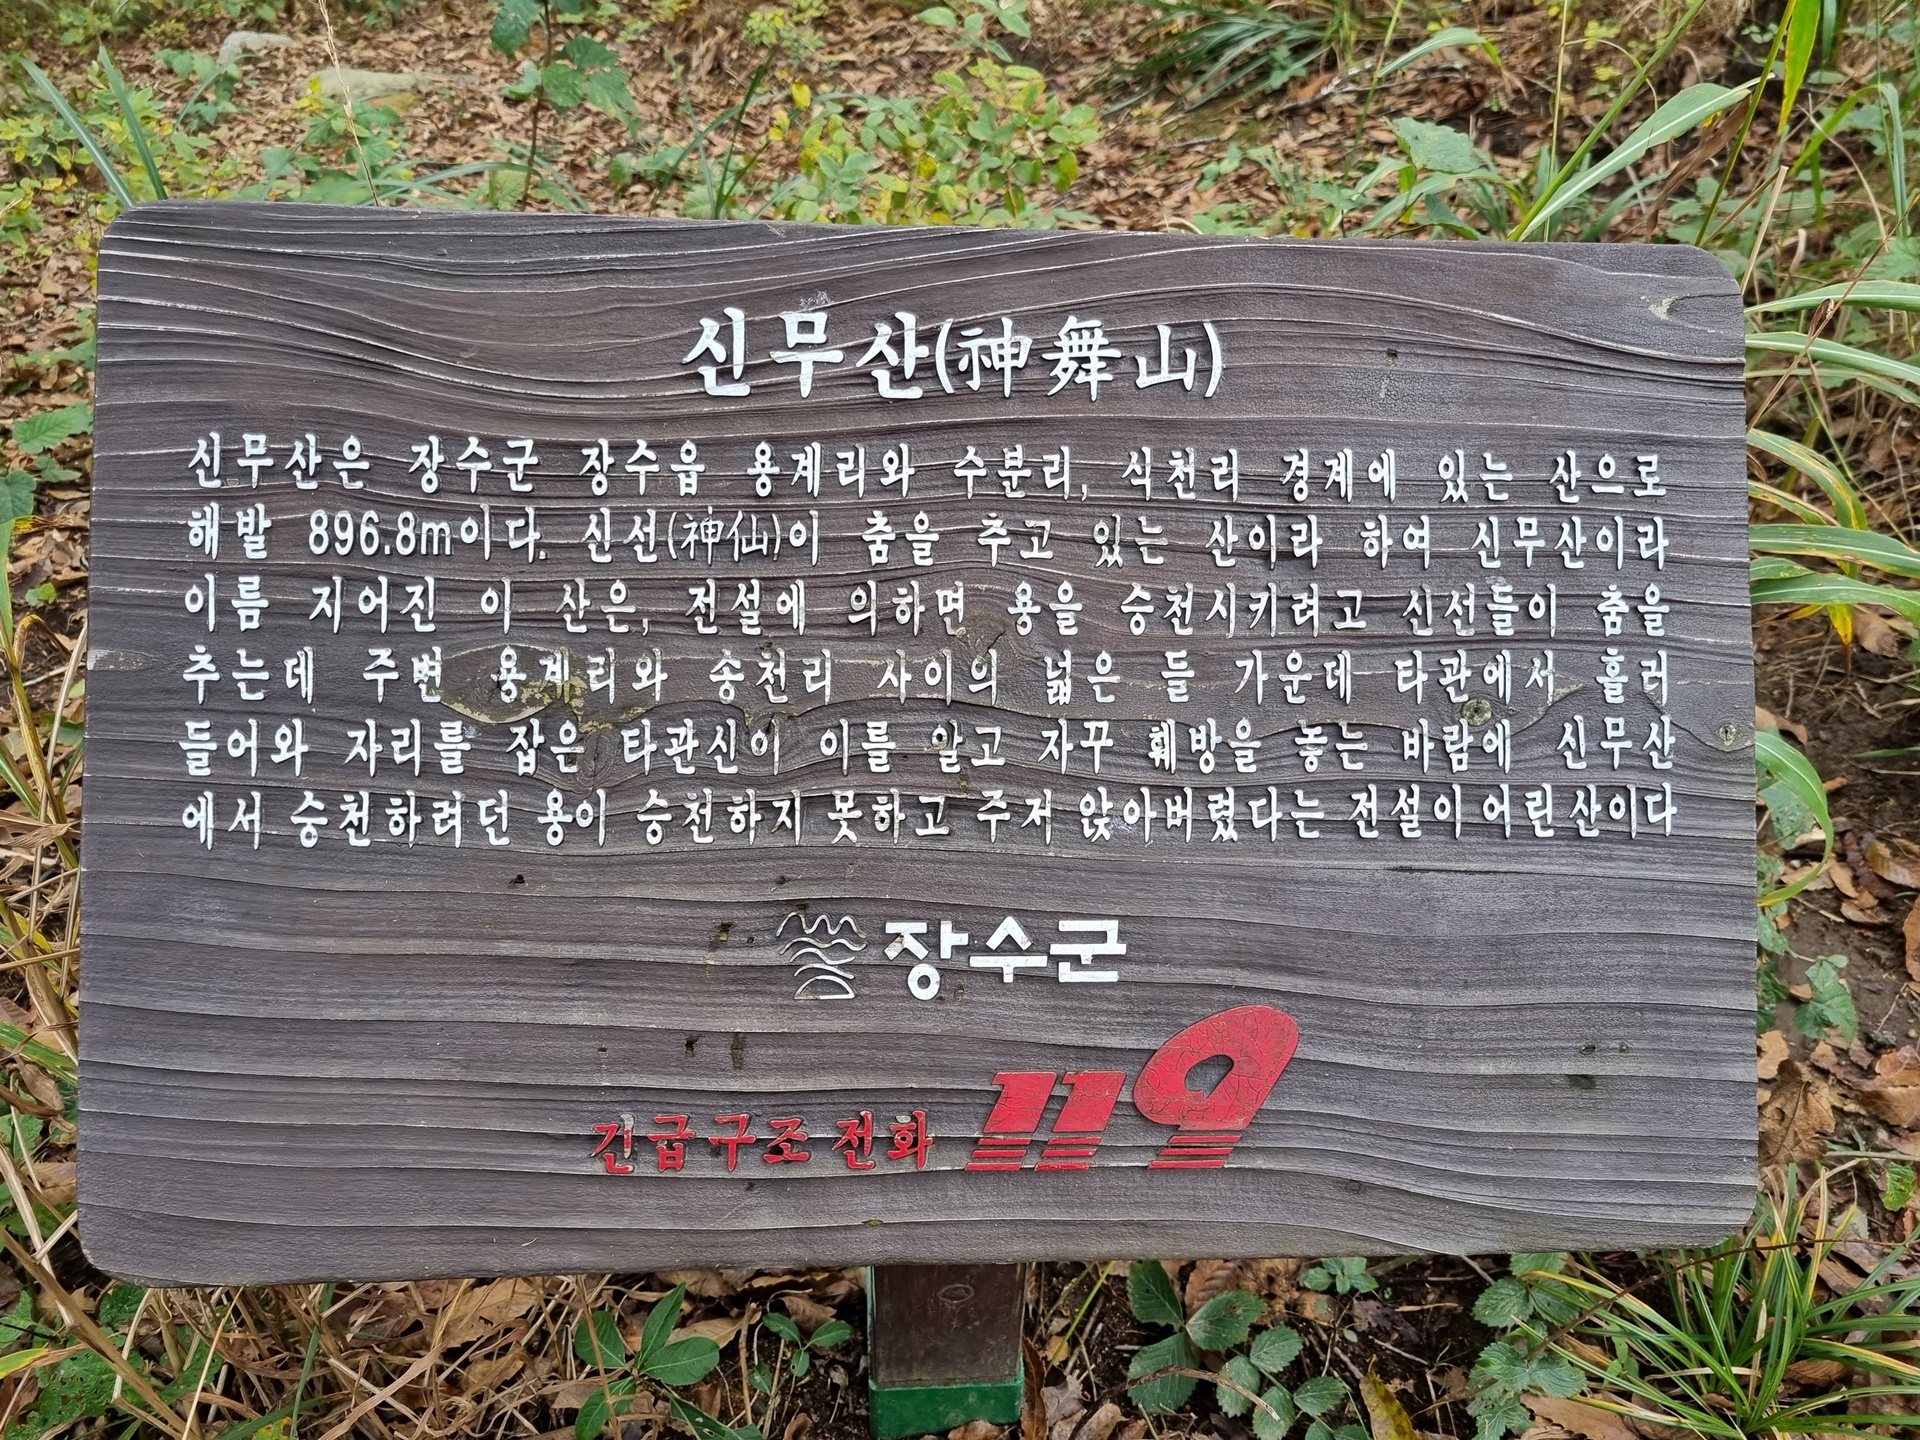 신무산(神舞山)
신무산은 장수군 장수읍 용계리와 수분리, 식천리 경계에 있는 산으로
해발 896.8m이다. 신선(神仙)이 춤을 추고 있는 산이라 하여 신무산이라
이름 지어진 이 산은, 전설에 의하면 용을 승천시키려고 신선들이 춤을
추는데 주변 용계리와 송천리 사이의 넓은 들 가운데 타관에서 흘러
들어와 자리를 잡은 타관신이 이를 알고 자꾸 훼방을 놓는 바람에 신무산
에서 승천하려던 용이 승천하지 못하고 주저 앉아버렸다는 전설이 어린산이다
장수군
긴급구조전화 119